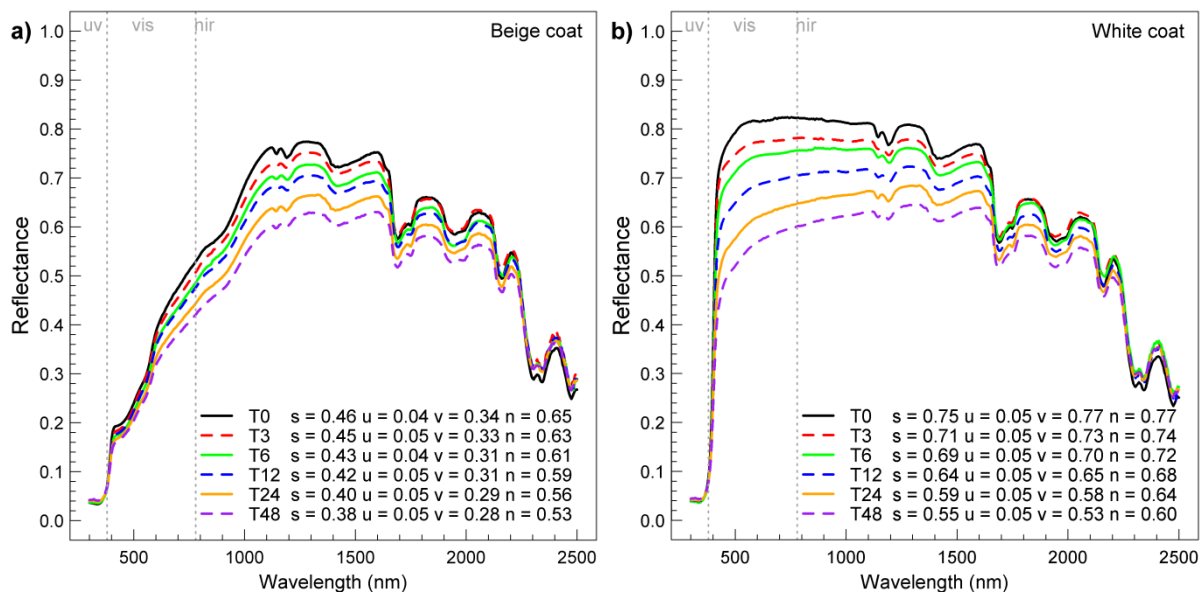 a)
uv vis nir
Beige coat
1.0
0.9
0.8
0.7
0.6
0.5
0.4
0.3
0.2
0.1
0.0
Reflectance
T0 s = 0.46 u = 0.04 v = 0.34 n = 0.65
T3 s = 0.45 u = 0.05 v = 0.33 n = 0.63
T6 s = 0.43 u = 0.04 v = 0.31 n = 0.61
T12 s = 0.42 u = 0.05 v = 0.31 n = 0.59
T24 s = 0.40 u = 0.05 v = 0.29 n = 0.56
T48 s = 0.38 u = 0.05 v = 0.28 n = 0.53
500 1000 1500 2000 2500
Wavelength (nm)
b)
uv vis nir
White coat
1.0
0.9
0.8
0.7
0.6
0.5
0.4
0.3
0.2
0.1
0.0
Reflectance
T0 s = 0.75 u = 0.05 v = 0.77 n = 0.77
T3 s = 0.71 u = 0.05 v = 0.73 n = 0.74
T6 s = 0.69 u = 0.05 v = 0.70 n = 0.72
T12 s = 0.64 u = 0.05 v = 0.65 n = 0.68
T24 s = 0.59 u = 0.05 v = 0.58 n = 0.64
T48 s = 0.55 u = 0.05 v = 0.53 n = 0.60
500 1000 1500 2000 2500
Wavelength (nm)